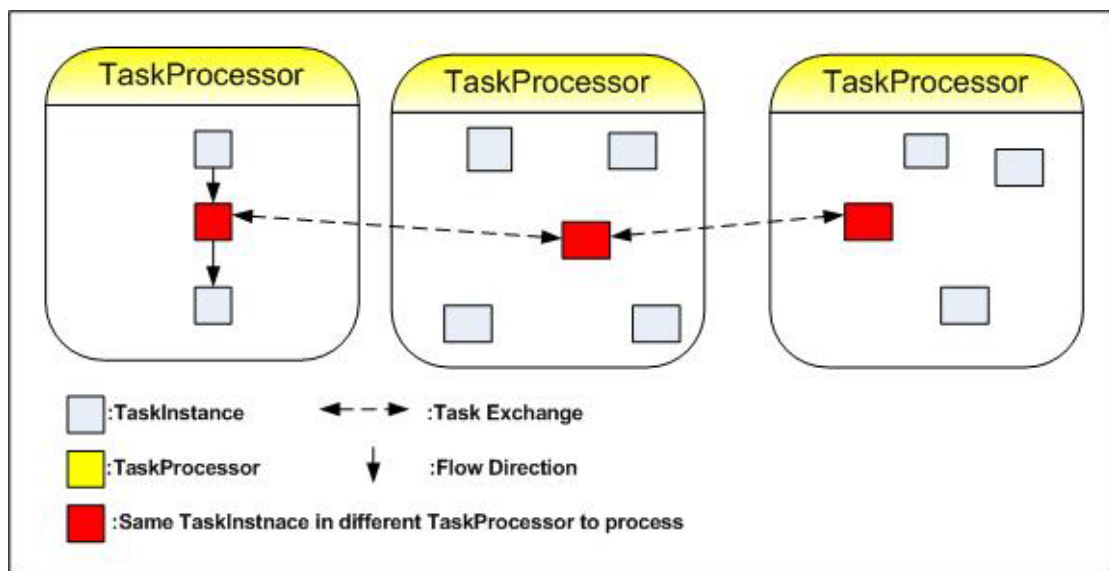 TaskProcessor
TaskProcessor
TaskProcessor
:TaskInstance
:Task Exchange
:TaskProcessor
:Flow Direction
:Same TaskInstnace in different TaskProcessor to process